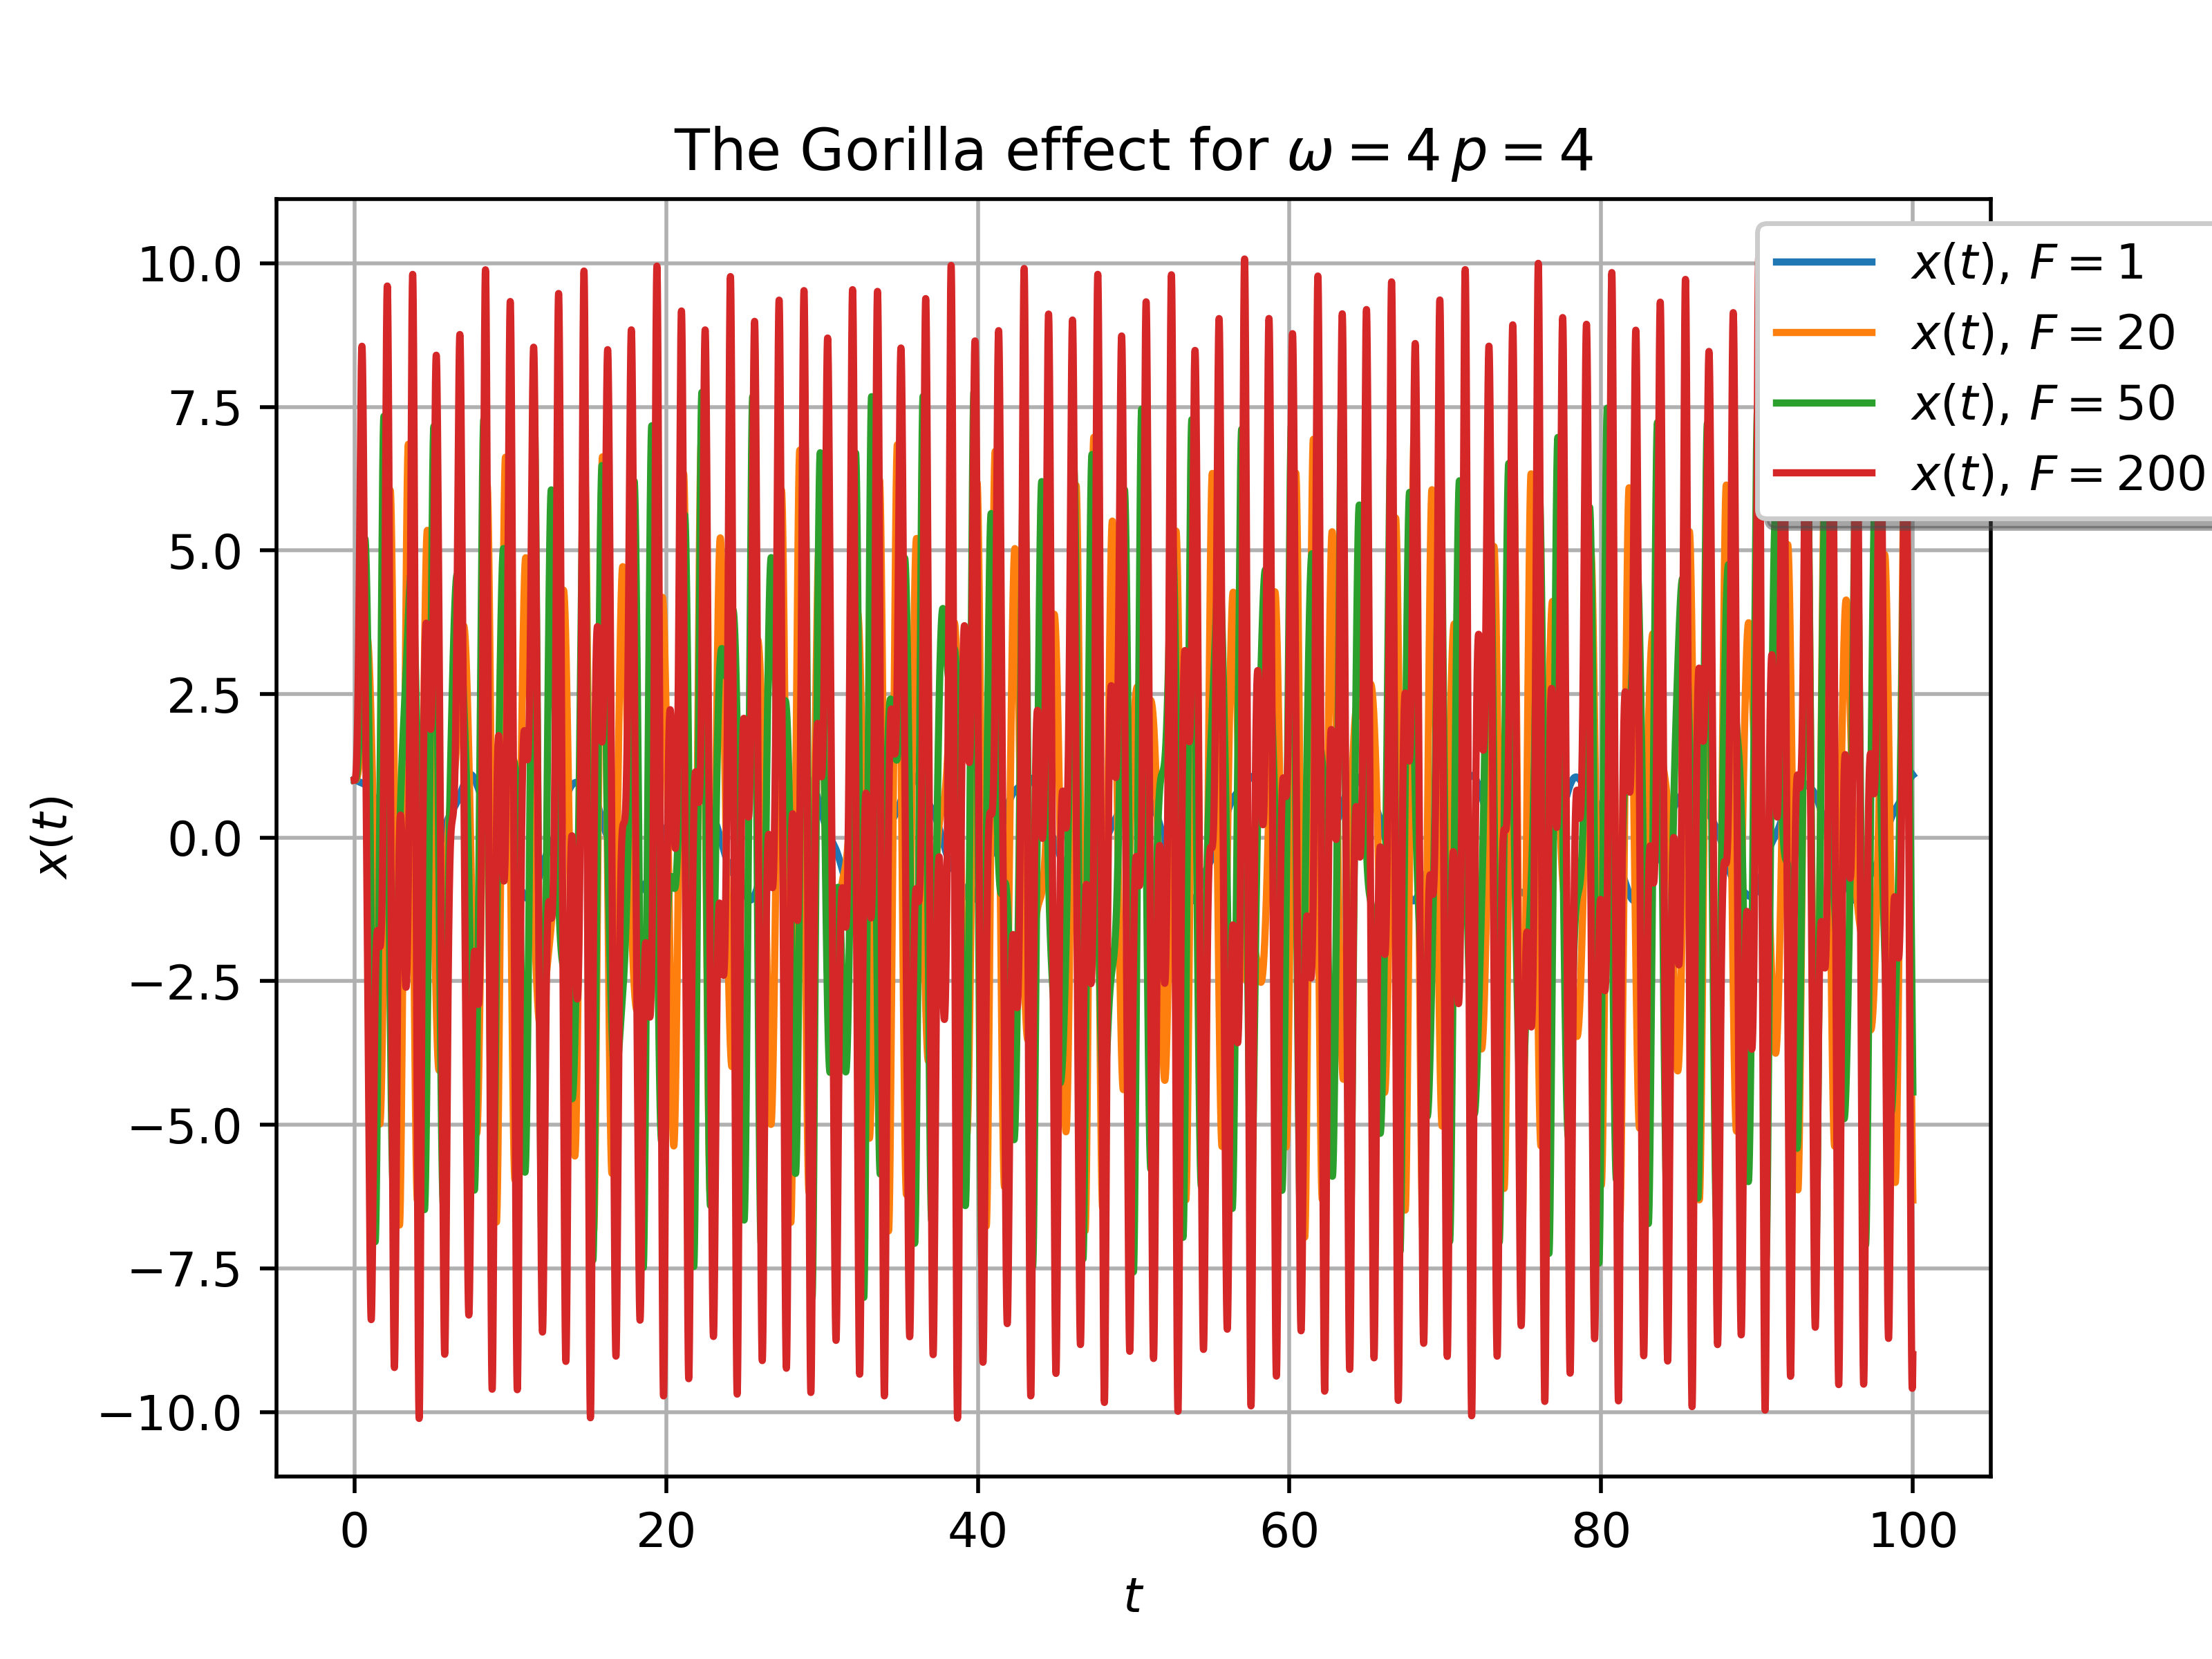 The Gorilla effect for ω = 4 p = 4
x(t), F = 1
x(t), F = 20
x(t), F = 50
x(t), F = 200
10.0
7.5
5.0
2.5
0.0
−2.5
−5.0
−7.5
−10.0
x(t)
0 20 40 60 80 100
t